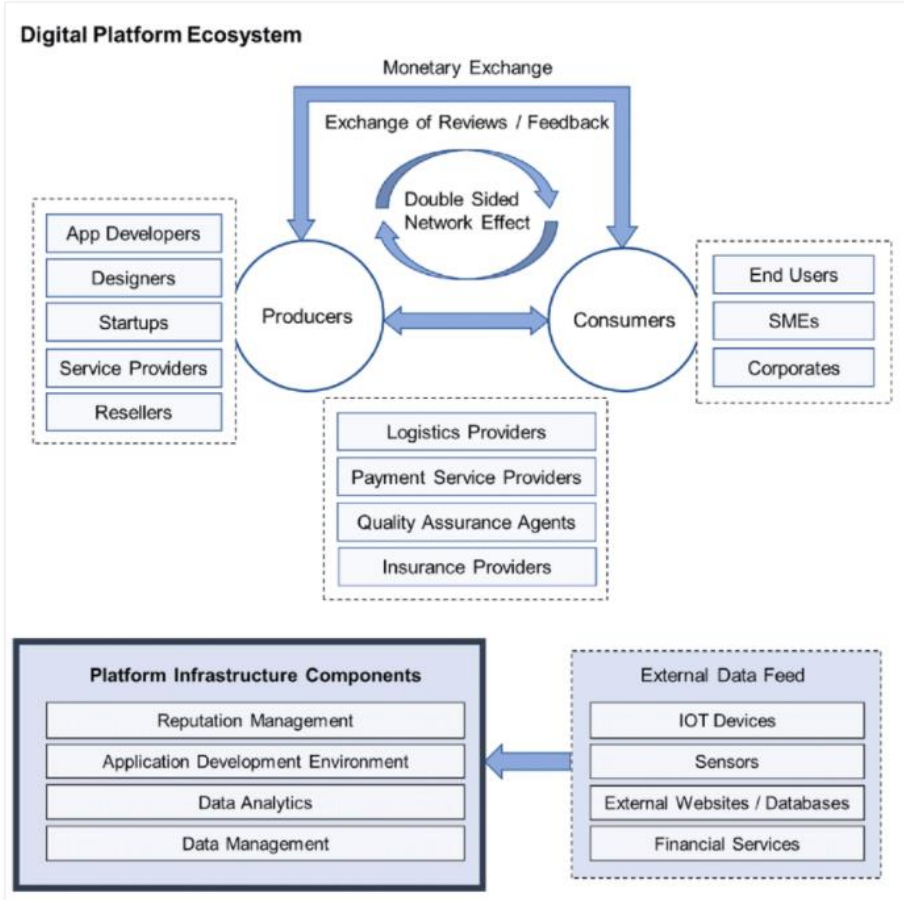 Digital Platform Ecosystem
Monetary Exchange
Exchange of Reviews / Feedback
Double Sided
Network Effect
App Developers
Designers
Startups
Service Providers
Resellers
Producers
Consumers
End Users
SMEs
Corporates
Logistics Providers
Payment Service Providers
Quality Assurance Agents
Insurance Providers
Platform Infrastructure Components
Reputation Management
Application Development Environment
Data Analytics
Data Management
External Data Feed
IOT Devices
Sensors
External Websites / Databases
Financial Services